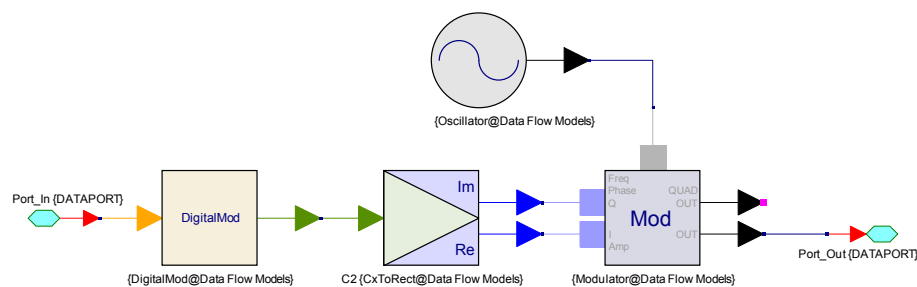 {Oscillator@Data Flow Models}
Port_In {DATAPORT}
DigitalMod
{DigitalMod@Data Flow Models}
Im
Re
C2 {CxToRect@Data Flow Models}
Freq
Phase
Q
I
Amp
Mod
QUAD
OUT
OUT
{Modulator@Data Flow Models}
Port_Out {DATAPORT}